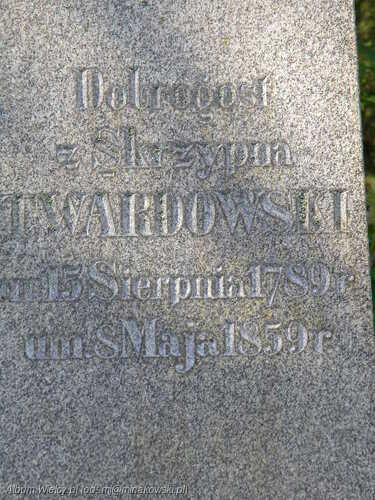 Dobrogost
z Skrzypna
TWARDOWSKI
ur. 15 Sierpnia 1789 r
um. 8 Maja 1859 r